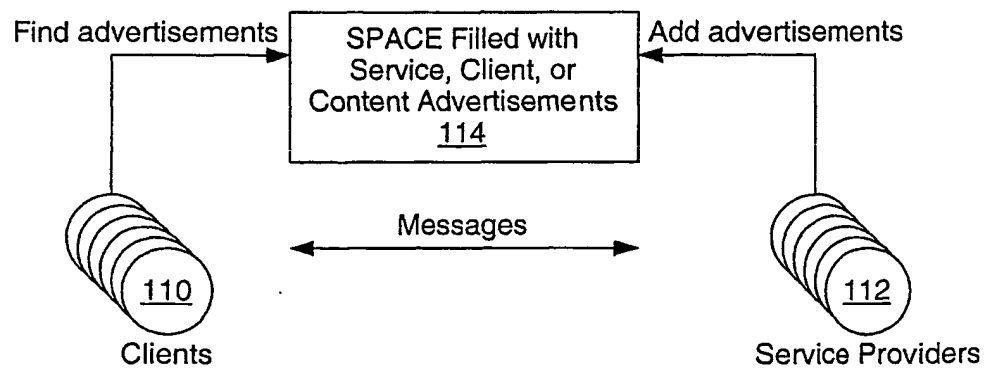 Find advertisements
SPACE Filled with
Service, Client, or
Content Advertisements
114
Add advertisements
Messages
110
112
Clients
Service Providers